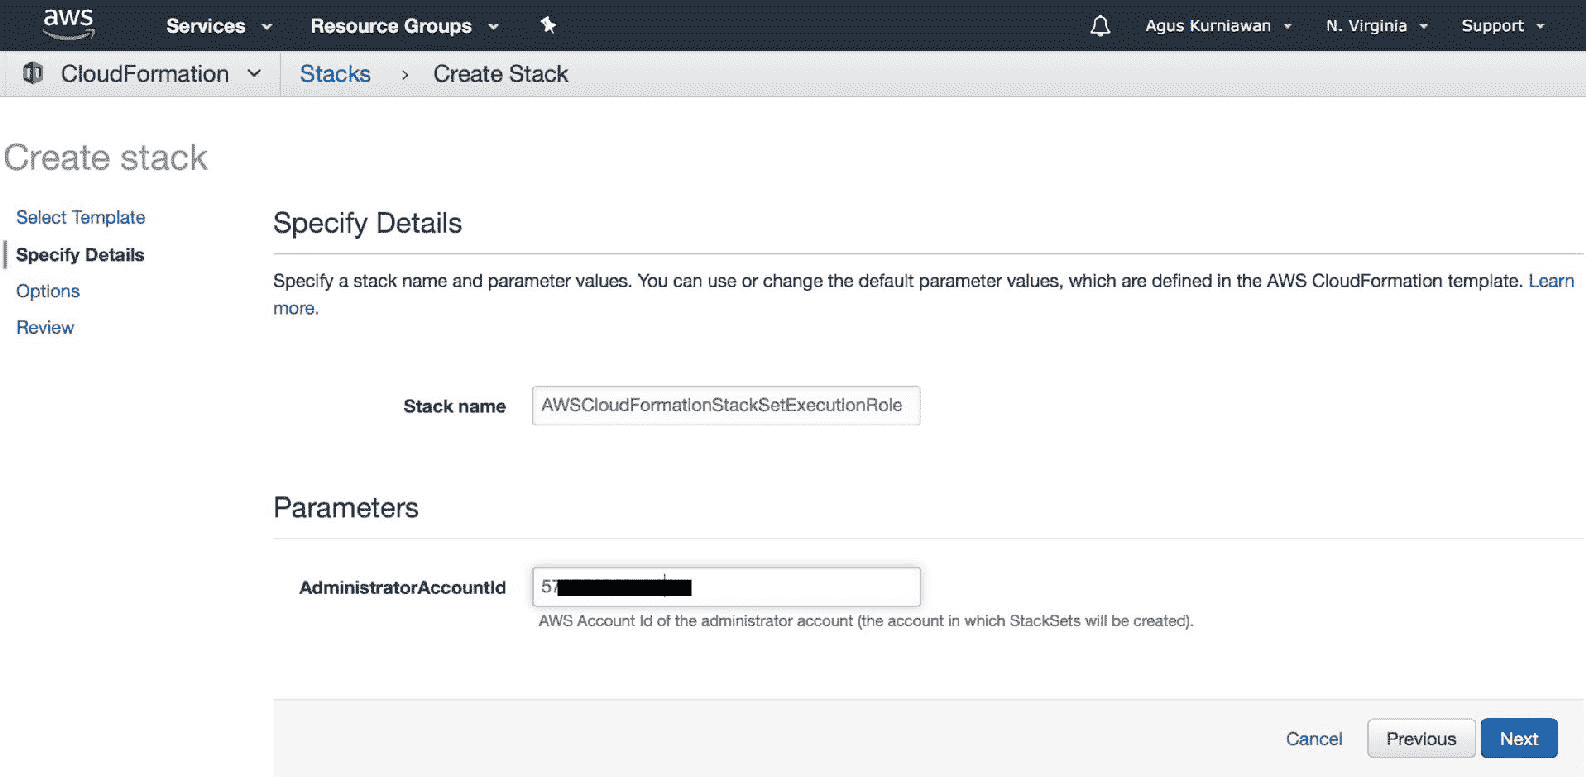 aws Services Resource Groups Agus Kurniawan N. Virginia Support
CloudFormation Stacks > Create Stack
Create stack
Select Template
Specify Details
Options
Review
Specify Details
Specify a stack name and parameter values. You can use or change the default parameter values, which are defined in the AWS CloudFormation template. Learn
more.
Stack name AWSCloudFormationStackSetExecutionRole
Parameters
AdministratorAccountId 57
AWS Account Id of the administrator account (the account in which StackSets will be created).
Cancel Previous Next